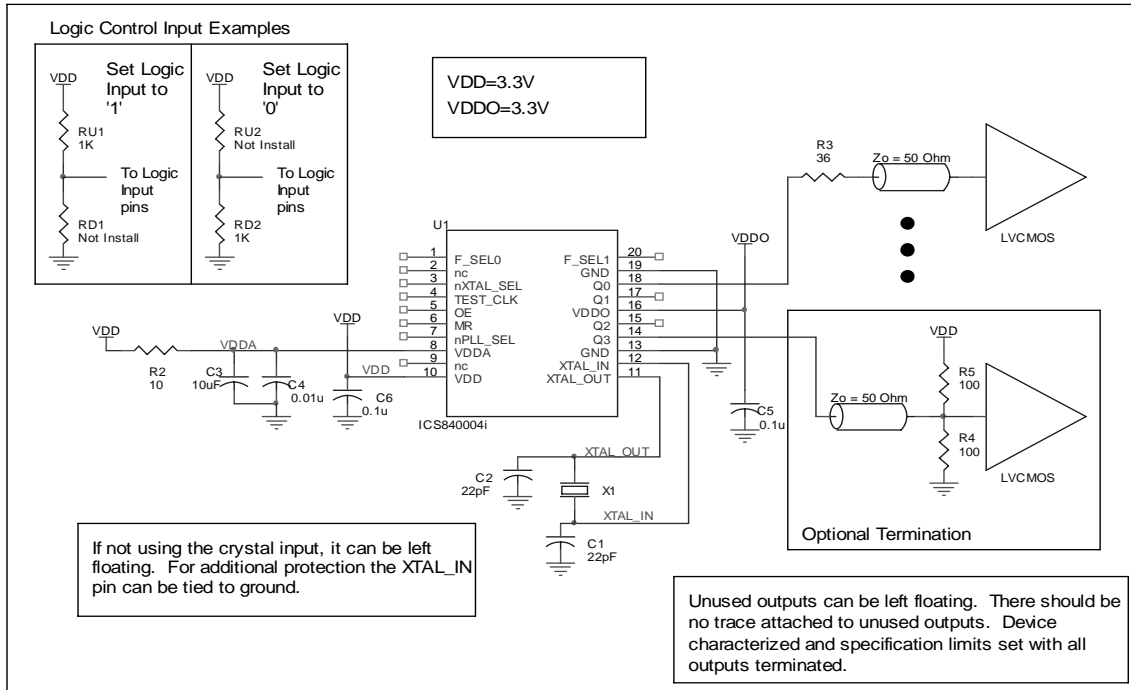 Logic Control Input Examples
VDD
Set Logic
Input to
'1'
RU1
1K
To Logic
Input
pins
RD1
Not Install
VDD
Set Logic
Input to
'0'
RU2
Not Install
To Logic
Input
pins
RD2
1K
VDD=3.3V
VDDO=3.3V
R3
36
Zo = 50 Ohm
LVCMOS
U1
1
F_SEL0
2
nc
3
nXTAL_SEL
4
TEST_CLK
5
OE
6
MR
7
nPLL_SEL
8
VDDA
9
nc
10
VDD
20
F_SEL1
19
GND
18
Q0
17
Q1
16
VDDO
15
Q2
14
Q3
13
GND
12
XTAL_IN
11
XTAL_OUT
ICS840004i
VDD
R2
10
VDDA
C3
10uF
C4
0.01u
VDD
VDD
C6
0.1u
VDDO
C5
0.1u
XTAL_OUT
C2
22pF
X1
XTAL_IN
C1
22pF
VDD
R5
100
Zo = 50 Ohm
R4
100
LVCMOS
Optional Termination
If not using the crystal input, it can be left
floating. For additional protection the XTAL_IN
pin can be tied to ground.
Unused outputs can be left floating. There should be
no trace attached to unused outputs. Device
characterized and specification limits set with all
outputs terminated.